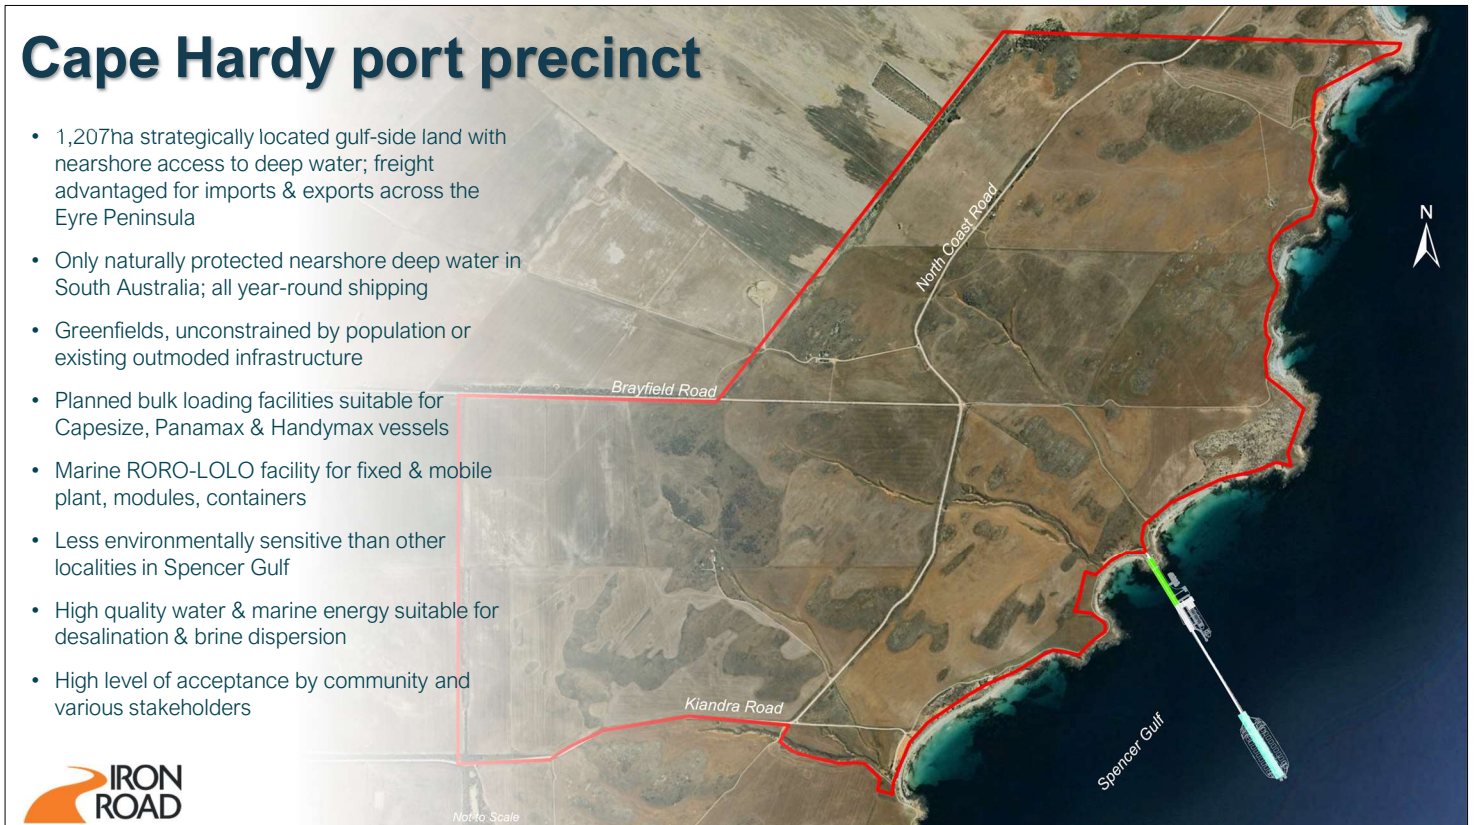 Cape Hardy port precinct
• 1,207ha strategically located gulf-side land with
nearshore access to deep water; freight
advantaged for imports & exports across the
Eyre Peninsula
• Only naturally protected nearshore deep water in
South Australia; all year-round shipping
• Greenfields, unconstrained by population or
existing outmoded infrastructure
• Planned bulk loading facilities suitable for
Capesize, Panamax & Handymax vessels
• Marine RORO-LOLO facility for fixed & mobile
plant, modules, containers
• Less environmentally sensitive than other
localities in Spencer Gulf
• High quality water & marine energy suitable for
desalination & brine dispersion
• High level of acceptance by community and
various stakeholders
IRON
ROAD
Not to Scale
Brayfield Road
North Coast Road
Kiandra Road
Spencer Gulf
N